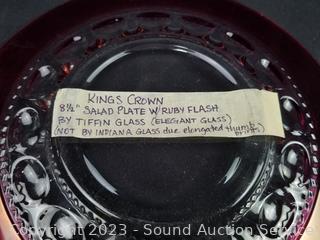 KINGS CROWN
8½" SALAD PLATE W/ RUBY FLASH
BY TIFFIN GLASS (ELEGANT GLASS)
(NOT BY INDIANA GLASS due elongated thumb
Copyright © 2023 - Sound Auction Service